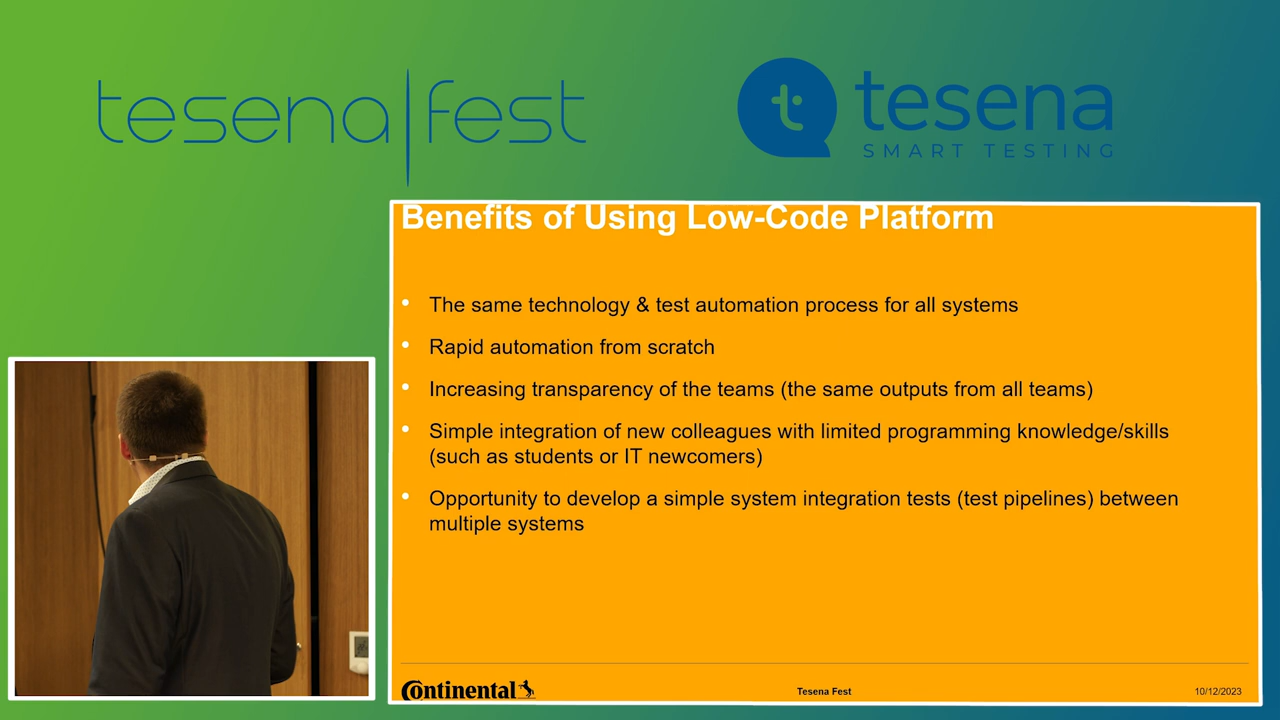 tesena|fest
tesena
SMART TESTING
Benefits of Using Low-Code Platform
• The same technology & test automation process for all systems
• Rapid automation from scratch
• Increasing transparency of the teams (the same outputs from all teams)
• Simple integration of new colleagues with limited programming knowledge/skills
(such as students or IT newcomers)
• Opportunity to develop a simple system integration tests (test pipelines) between
multiple systems
Continental
Tesena Fest
10/12/2023